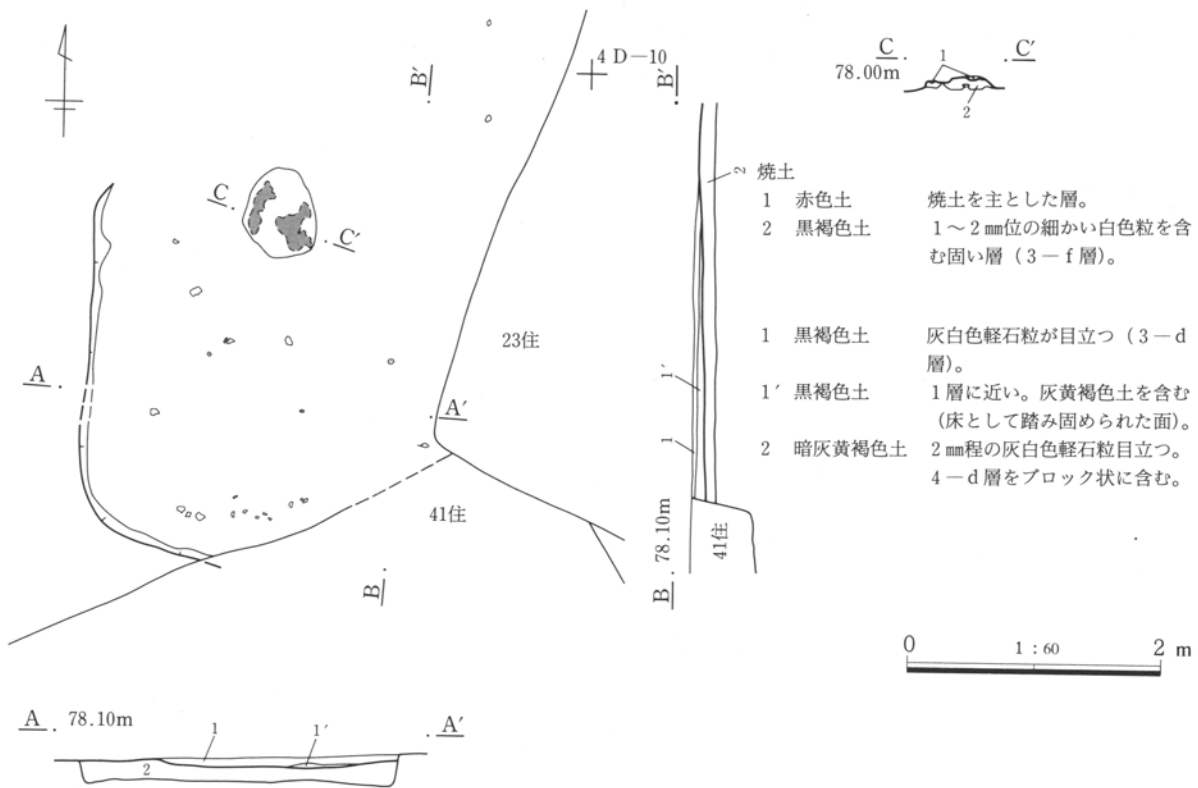 4 D－10
B′
C
C′
23住
A
A′
41住
B
B′
2
1′
1
78.10m
41住
B
C
C′
78.00m
1
2
焼土
1 赤色土 焼土を主とした層。
2 黒褐色土 1～2㎜位の細かい白色粒を含
む固い層（3－f層）。
1 黒褐色土 灰白色軽石粒が目立つ（3－d
層）。
1′ 黒褐色土 1層に近い。灰黄褐色土を含む
（床として踏み固められた面）。
2 暗灰黄褐色土 2㎜程の灰白色軽石粒目立つ。
4－d層をブロック状に含む。
0 1：60 2 m
A 78.10m A′
1 1′
2